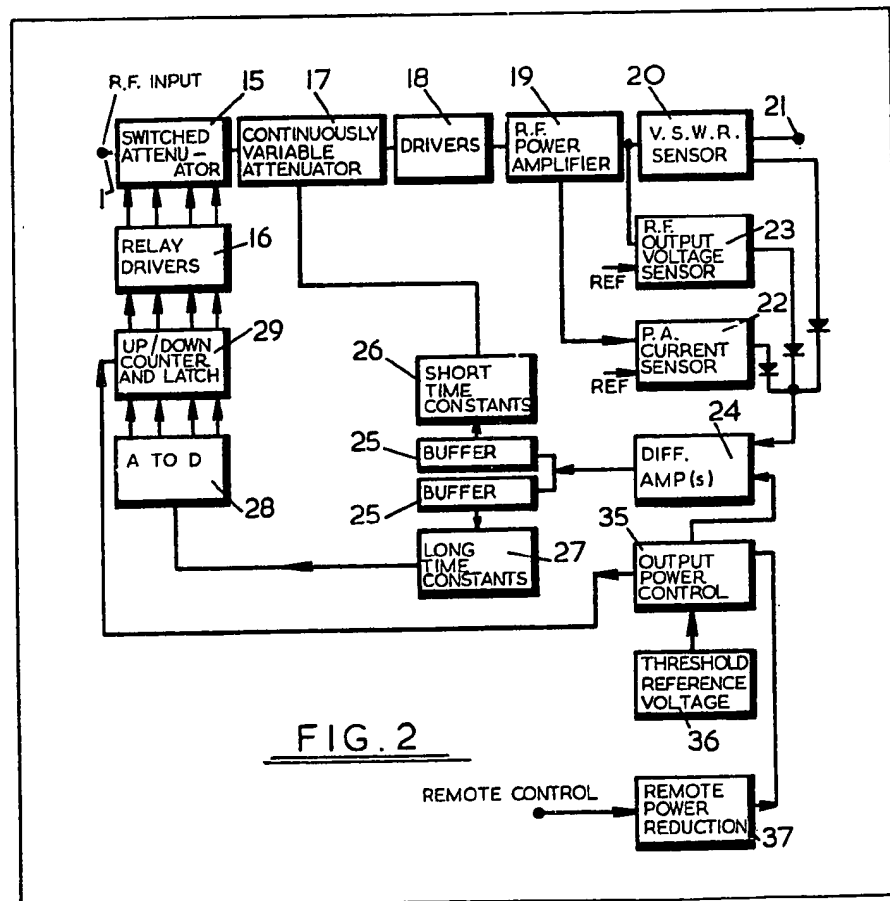 R.F. INPUT
15
17
18
19
20
21
1
SWITCHED
ATTENU-
ATOR
CONTINUOUSLY
VARIABLE
ATTENUATOR
DRIVERS
R.F.
POWER
AMPLIFIER
V.S.W.R.
SENSOR
RELAY
DRIVERS
16
R.F.
OUTPUT
VOLTAGE
SENSOR
23
REF
UP/DOWN
COUNTER
AND LATCH
29
P.A.
CURRENT
SENSOR
22
REF
26
SHORT
TIME
CONSTANTS
25
BUFFER
25
BUFFER
A TO D
28
LONG
TIME
CONSTANTS
27
DIFF.
AMP(s)
24
35
OUTPUT
POWER
CONTROL
THRESHOLD
REFERENCE
VOLTAGE
36
FIG. 2
REMOTE CONTROL
REMOTE
POWER
REDUCTION
37